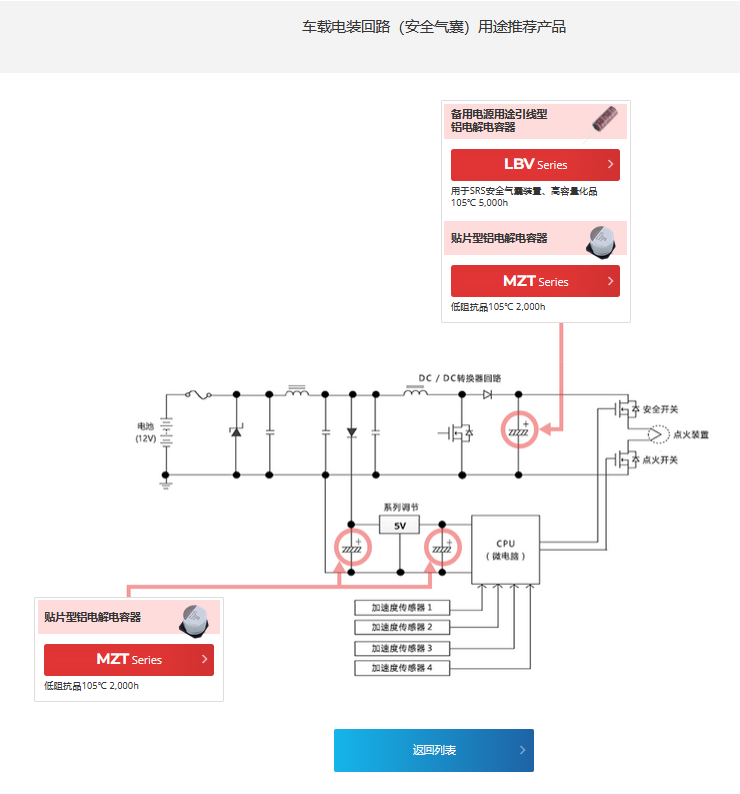 车载电装回路（安全气囊）用途推荐产品
备用电源用途引线型
铝电解电容器
LBV Series
用于SRS安全气囊装置、高容量化品
105℃ 5,000h
贴片型铝电解电容器
MZT Series
低阻抗品105℃ 2,000h
DC / DC转换器回路
电池
(12V)
安全开关
点火装置
点火开关
系列调节
5V
CPU
（微电脑）
加速度传感器 1
加速度传感器 2
加速度传感器 3
加速度传感器 4
贴片型铝电解电容器
MZT Series
低阻抗品105℃ 2,000h
返回列表